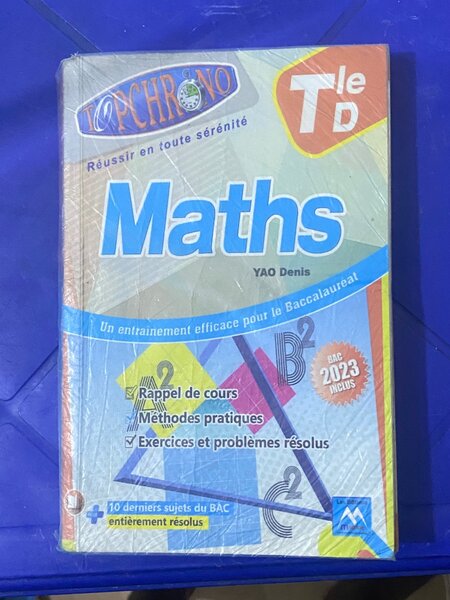 TOPCHRONO
Réussir en toute sérénité
Tle
D
Maths
YAO Denis
Un entrainement efficace pour le Baccalauréat
A²
B²
C²
BAC
2023
INCLUS
Rappel de cours
Méthodes pratiques
Exercices et problèmes résolus
+ 10 derniers sujets du BAC
entièrement résolus